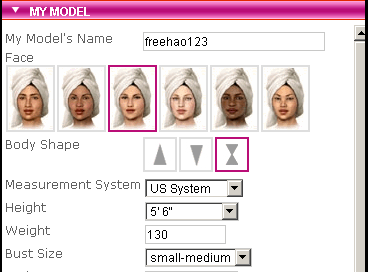 MY MODEL
My Model's Name freehao123
Face
Body Shape
Measurement System US System
Height 5' 6"
Weight 130
Bust Size small-medium